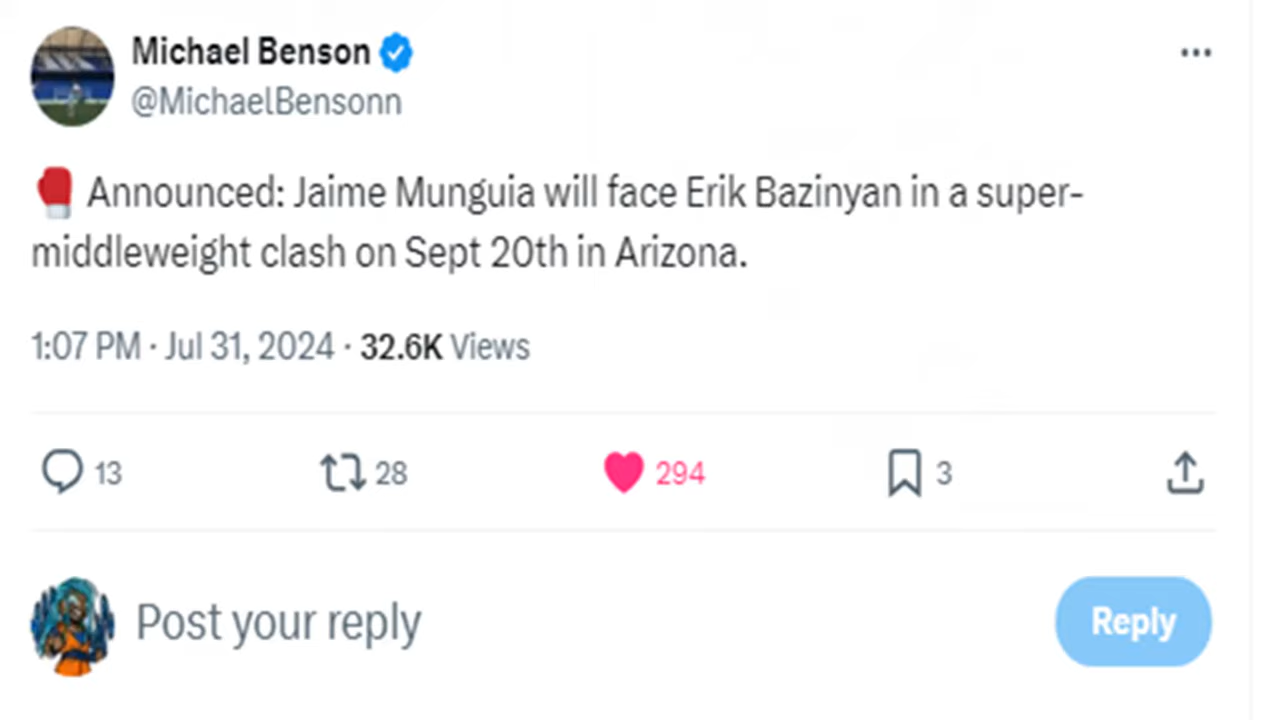 Michael Benson
@MichaelBensonn
🥊 Announced: Jaime Munguia will face Erik Bazinyan in a super-
middleweight clash on Sept 20th in Arizona.
1:07 PM · Jul 31, 2024 · 32.6K Views
13 28 294 3
Post your reply Reply